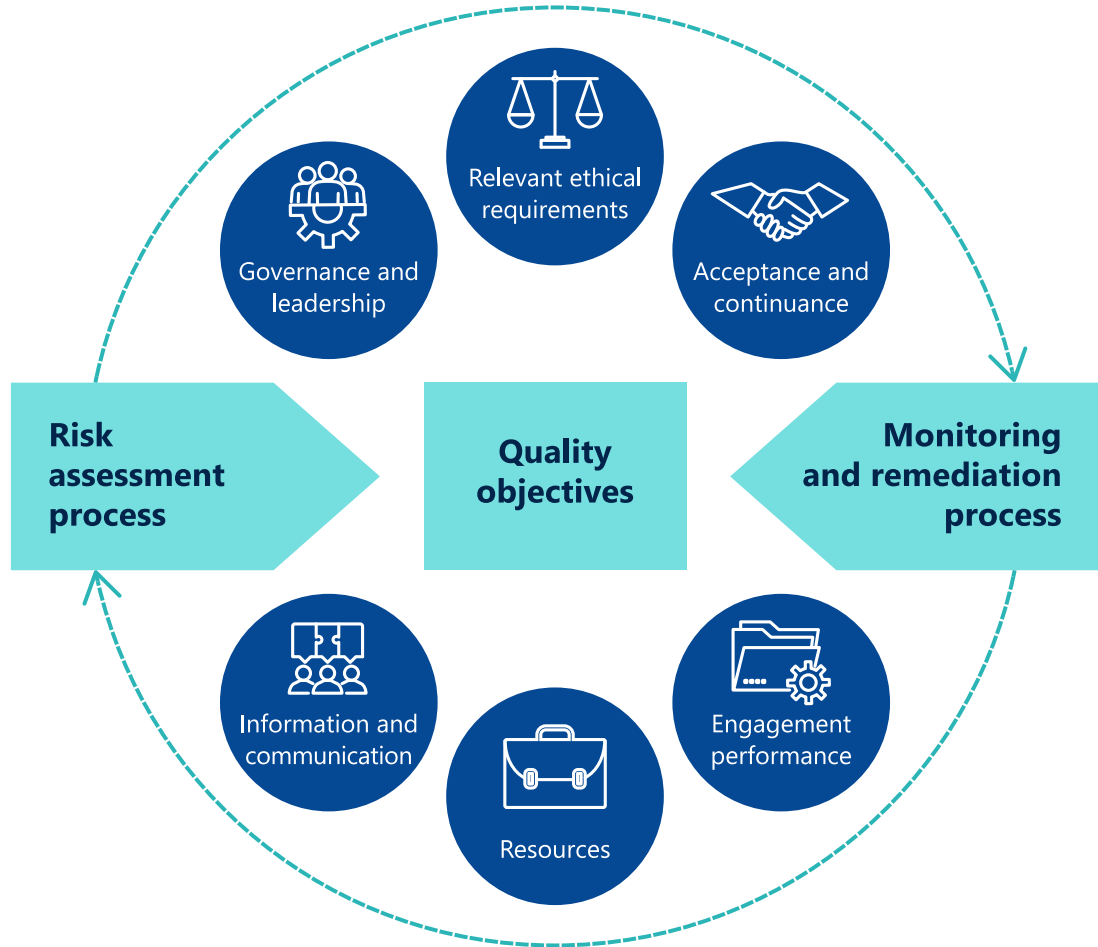 Relevant ethical
requirements
Governance and
leadership
Acceptance and
continuance
Risk
assessment
process
Quality
objectives
Monitoring
and remediation
process
Information and
communication
Engagement
performance
Resources